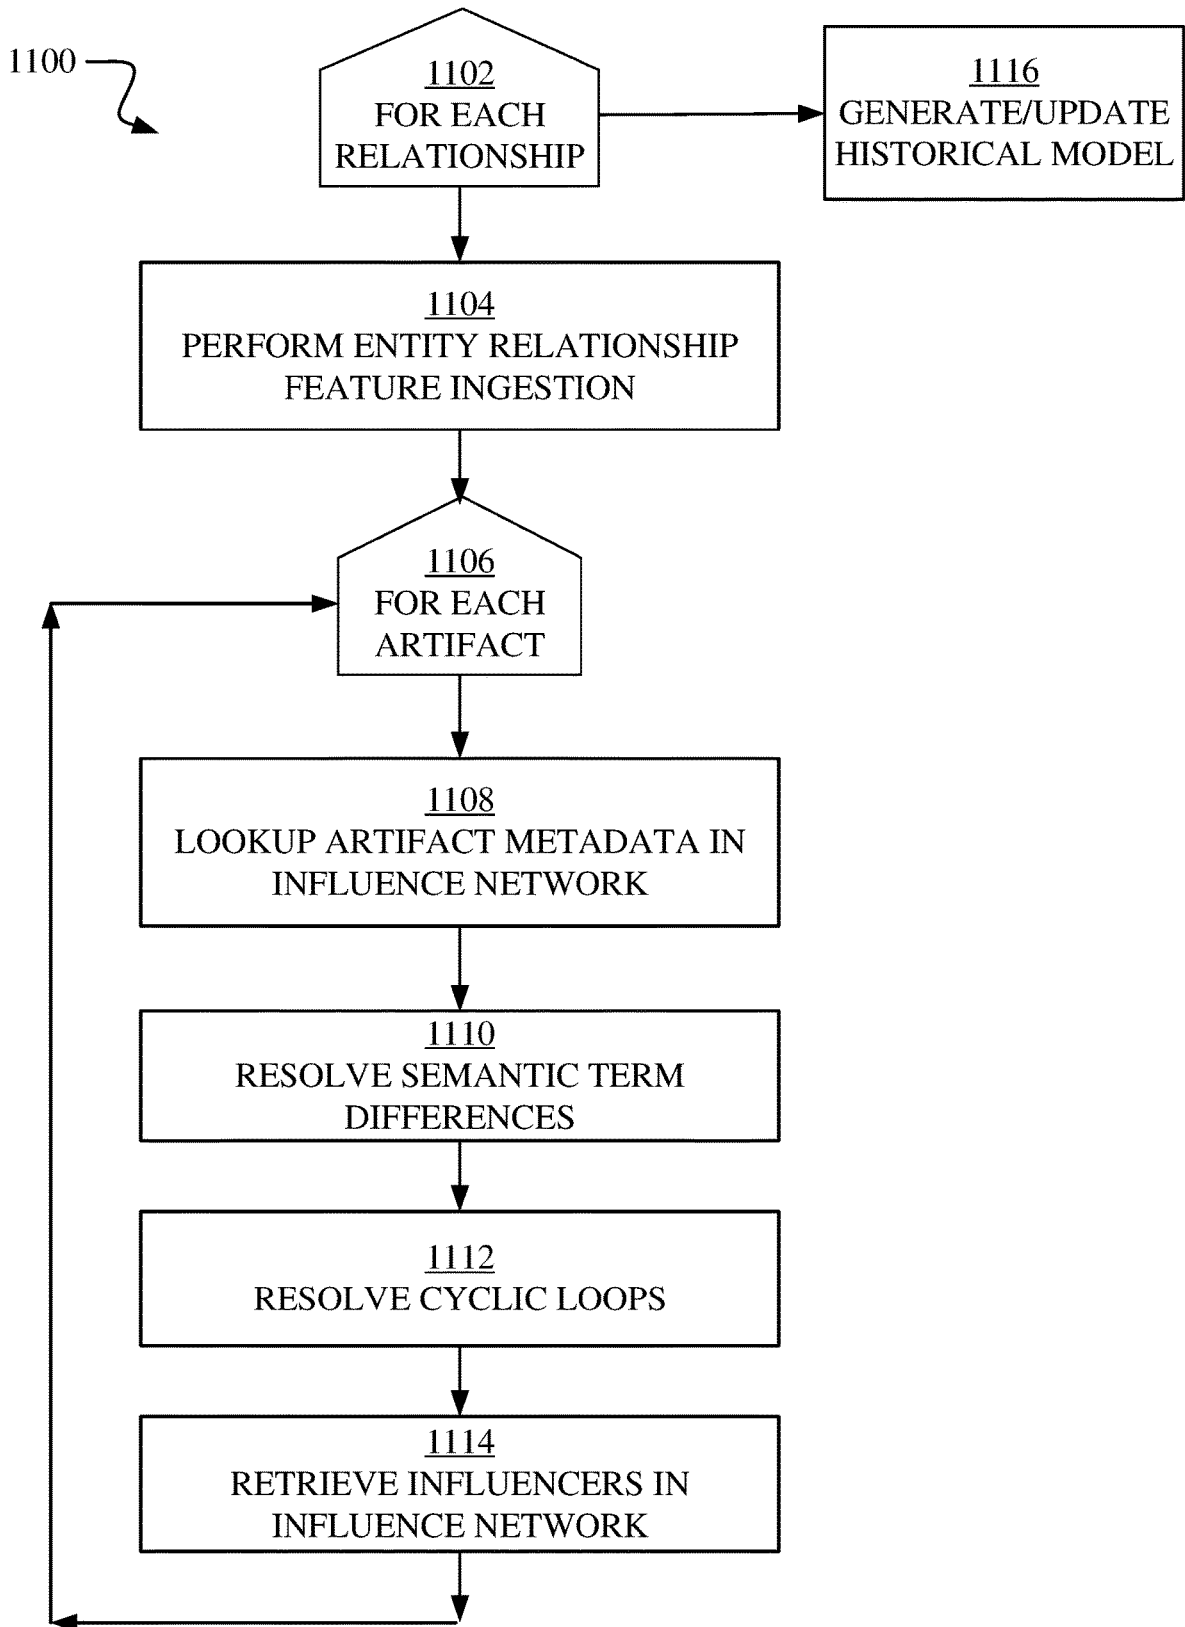 1100
1102
FOR EACH
RELATIONSHIP
1116
GENERATE/UPDATE
HISTORICAL MODEL
1104
PERFORM ENTITY RELATIONSHIP
FEATURE INGESTION
1106
FOR EACH
ARTIFACT
1108
LOOKUP ARTIFACT METADATA IN
INFLUENCE NETWORK
1110
RESOLVE SEMANTIC TERM
DIFFERENCES
1112
RESOLVE CYCLIC LOOPS
1114
RETRIEVE INFLUENCERS IN
INFLUENCE NETWORK